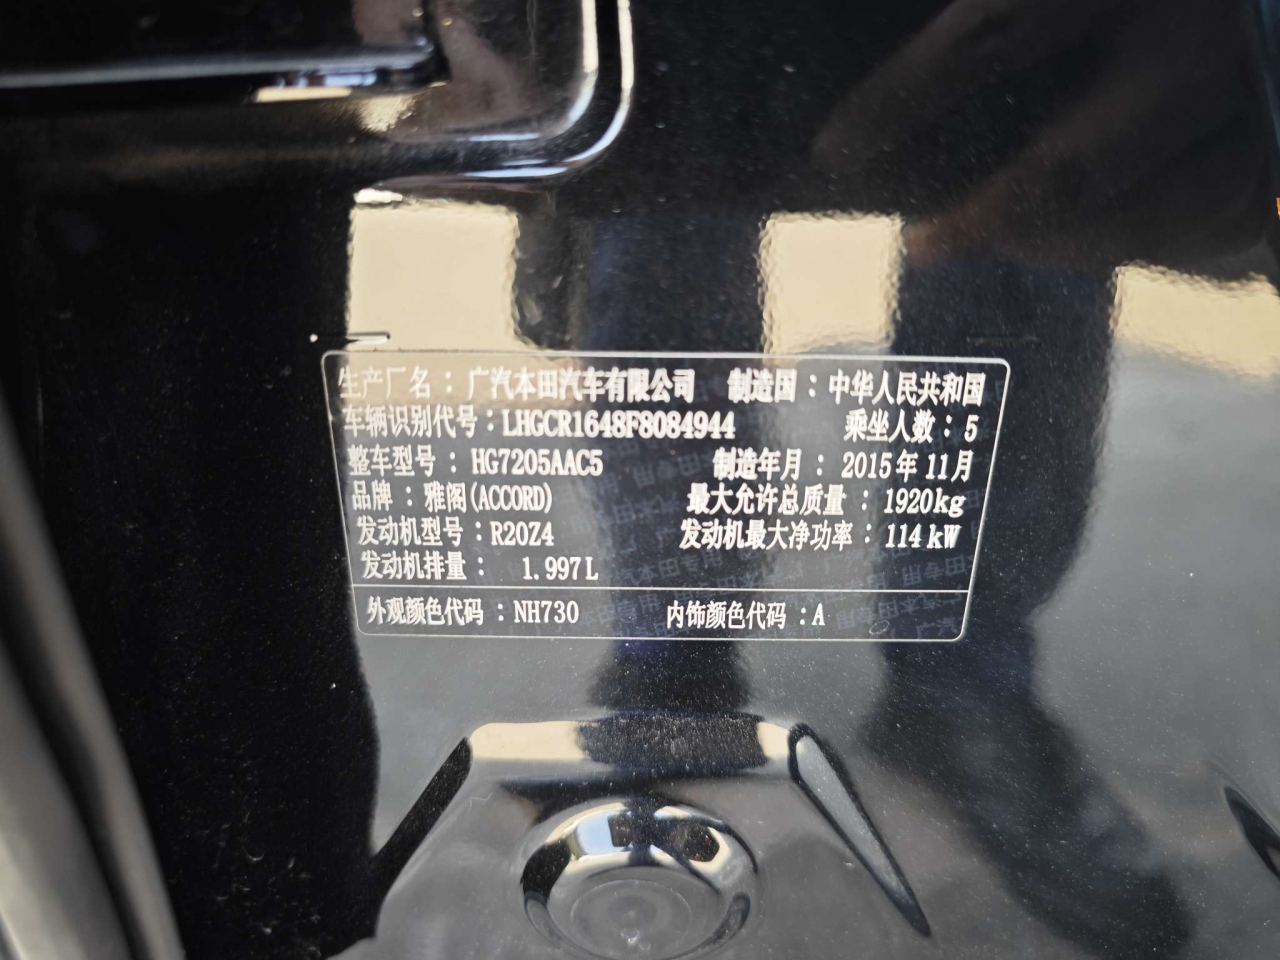 生产厂名：广汽本田汽车有限公司 制造国：中华人民共和国
车辆识别代号：LHGCR1648F8084944 乘坐人数：5
整车型号：HG7205AAC5 制造年月：2015年11月
品牌：雅阁(ACCORD) 最大允许总质量：1920kg
发动机型号：R20Z4 发动机最大净功率：114kW
发动机排量：1.997L
外观颜色代码：NH730 内饰颜色代码：A